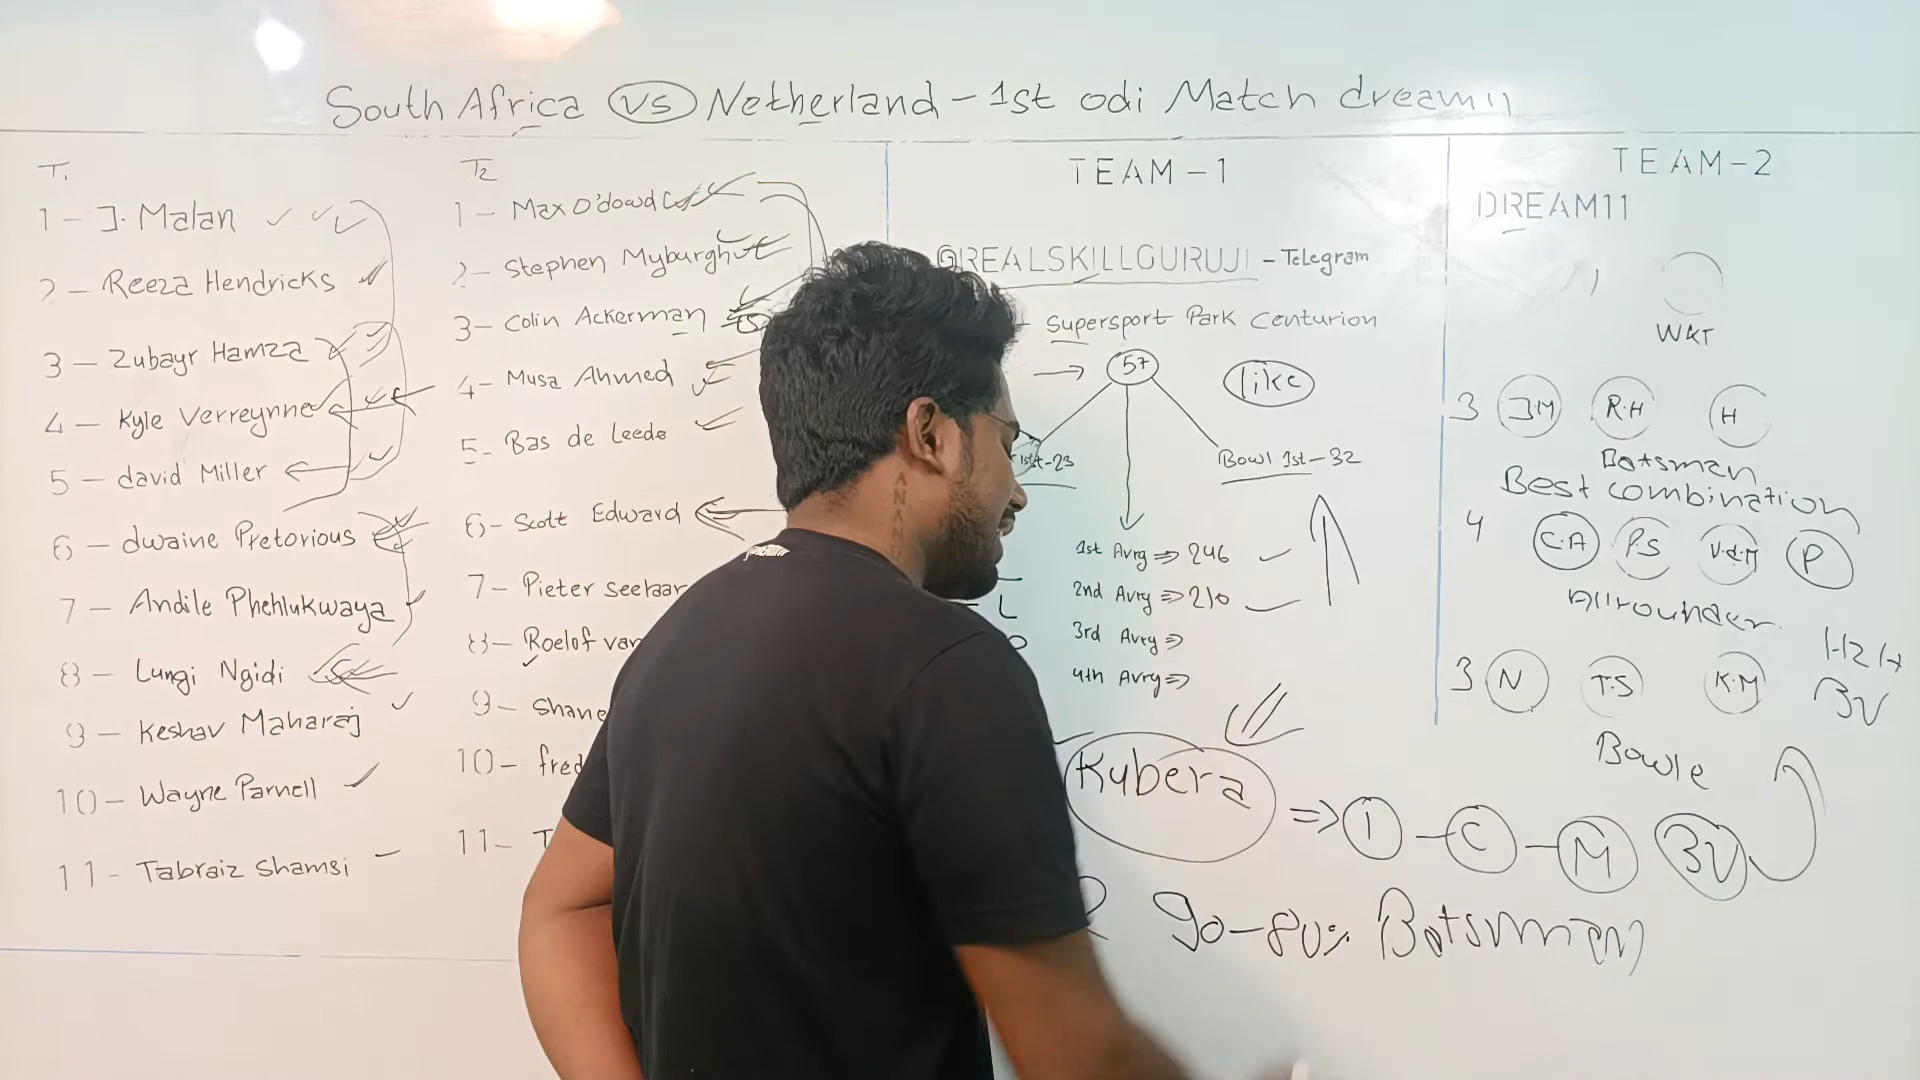 South Africa vs Netherland - 1st odi Match dream11
T1
1 - J. Malan
2 - Reeza Hendricks
3 - Zubayr Hamza
4 - Kyle Verreynne
5 - david Miller
6 - dwaine Pretorious
7 - Andile Phehlukwaya
8 - Lungi Ngidi
9 - Keshav Maharaj
10 - Wayne Parnell
11 - Tabraiz Shamsi
T2
1 - Max O'dowd
2 - Stephen Myburgh
3 - Colin Ackerman
4 - Musa Ahmed
5 - Bas de Leede
6 - Scott Edward
7 - Pieter seelaar
8 - Roelof van
9 - Shane
10 - fred
11 - T
TEAM-1
@REALSKILLGURUJI - Telegram
- Supersport Park Centurion
57
like
1st-23
Bowl 1st-32
1st Avrg ⇒ 246
2nd Avrg ⇒ 210
3rd Avrg ⇒
4th Avrg ⇒
Kubera ⇒ 1 - C - M 3V
90-80% Batsman
TEAM-2
DREAM11
WKT
3 J.M R.H H
Batsman
Best combination
4 C.A P.S V.d.M P
Allrounder
3 N T.S K.M
3V
Bowle